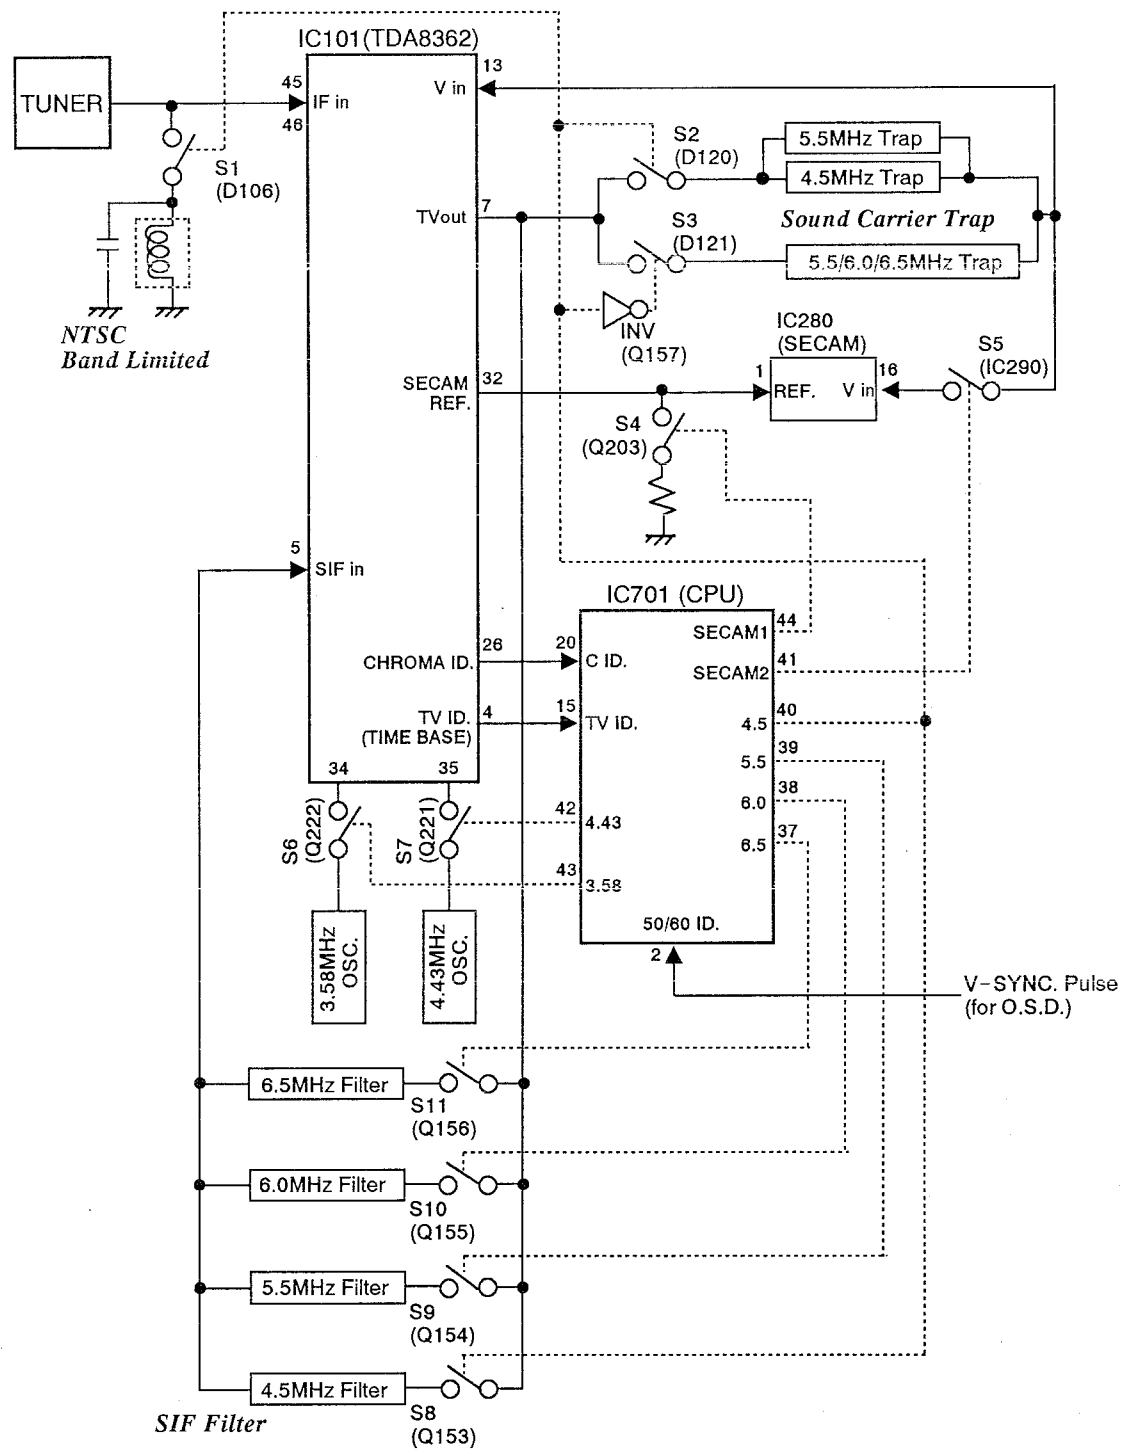 IC101(TDA8362)
TUNER
45
IF in
46
13
V in
S1
(D106)
S2
(D120)
5.5MHz Trap
4.5MHz Trap
7
TVout
Sound Carrier Trap
S3
(D121)
5.5/6.0/6.5MHz Trap
NTSC
Band Limited
INV
(Q157)
IC280
(SECAM)
S5
(IC290)
32
SECAM
REF.
1
REF.
V in
16
S4
(Q203)
5
SIF in
IC701 (CPU)
SECAM1
44
26
CHROMA ID.
20
C ID.
SECAM2
41
TV ID.
(TIME BASE)
4
15
TV ID.
4.5
40
5.5
39
34
35
6.0
38
S6
(Q222)
S7
(Q221)
42
4.43
6.5
37
43
3.58
50/60 ID.
2
3.58MHz
OSC.
4.43MHz
OSC.
V-SYNC. Pulse
(for O.S.D.)
6.5MHz Filter
S11
(Q156)
6.0MHz Filter
S10
(Q155)
5.5MHz Filter
S9
(Q154)
4.5MHz Filter
S8
(Q153)
SIF Filter